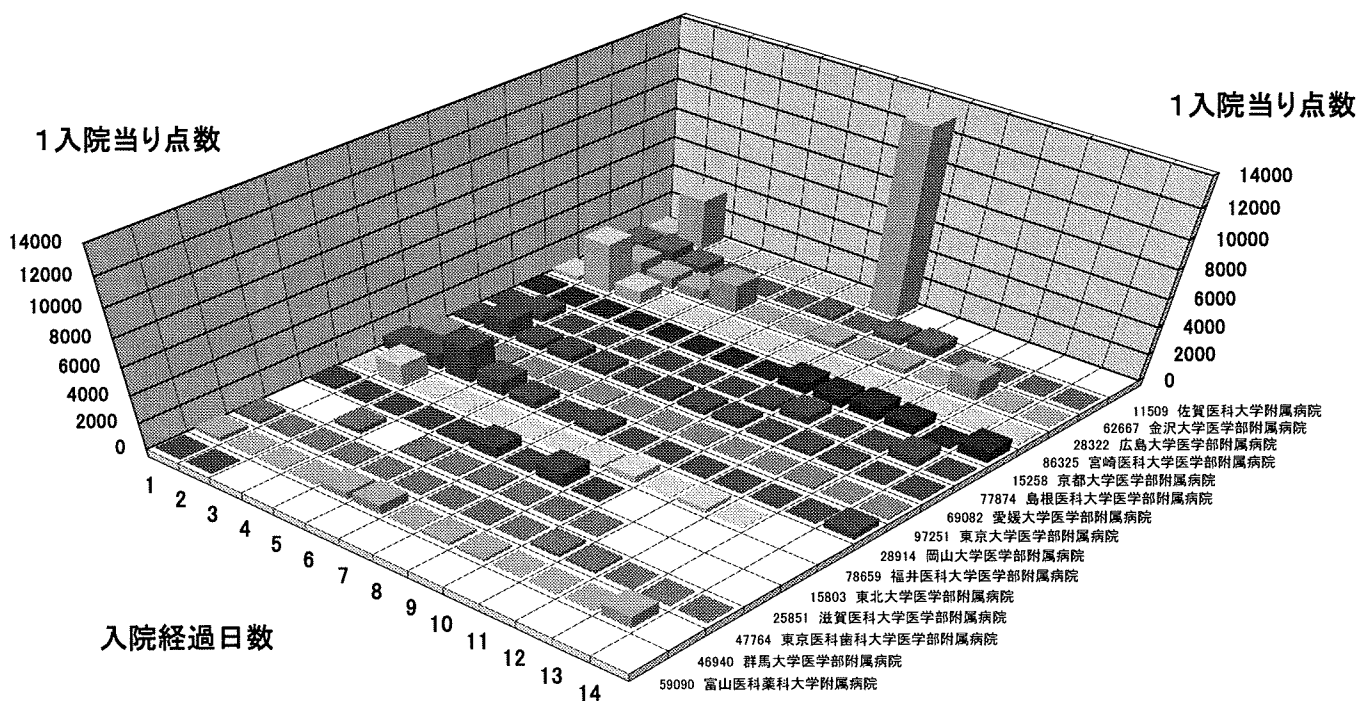 1入院当り点数
14000
12000
10000
8000
6000
4000
2000
0
1入院当り点数
14000
12000
10000
8000
6000
4000
2000
0
1
2
3
4
5
6
7
8
9
10
11
12
13
14
入院経過日数
11509 佐賀医科大学附属病院
62667 金沢大学医学部附属病院
28322 広島大学医学部附属病院
86325 宮崎医科大学医学部附属病院
15258 京都大学医学部附属病院
77874 島根医科大学医学部附属病院
69082 愛媛大学医学部附属病院
97251 東京大学医学部附属病院
28914 岡山大学医学部附属病院
78659 福井医科大学医学部附属病院
15803 東北大学医学部附属病院
25851 滋賀医科大学医学部附属病院
47764 東京医科歯科大学医学部附属病院
46940 群馬大学医学部附属病院
59090 富山医科薬科大学附属病院